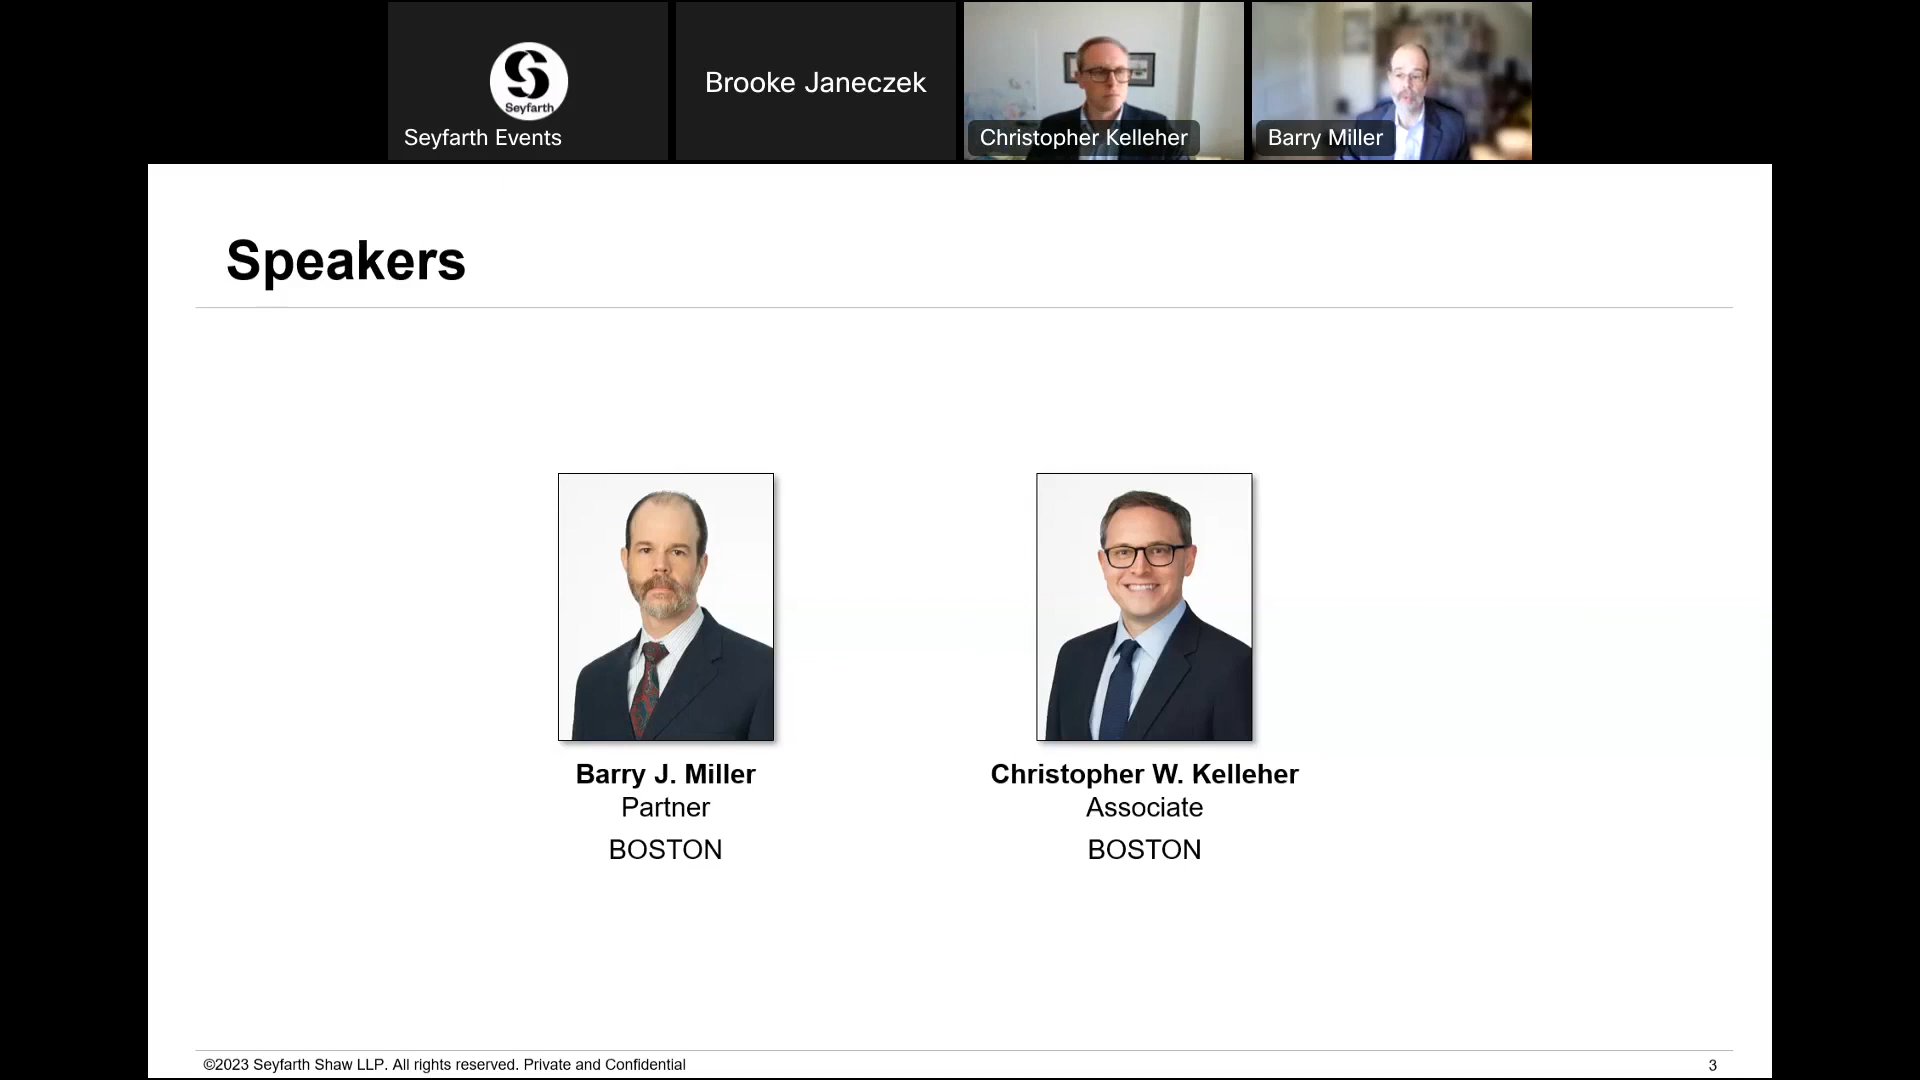 Seyfarth
Seyfarth Events
Brooke Janeczek
Christopher Kelleher
Barry Miller
Speakers
Barry J. Miller
Partner
BOSTON
Christopher W. Kelleher
Associate
BOSTON
©2023 Seyfarth Shaw LLP. All rights reserved. Private and Confidential
3